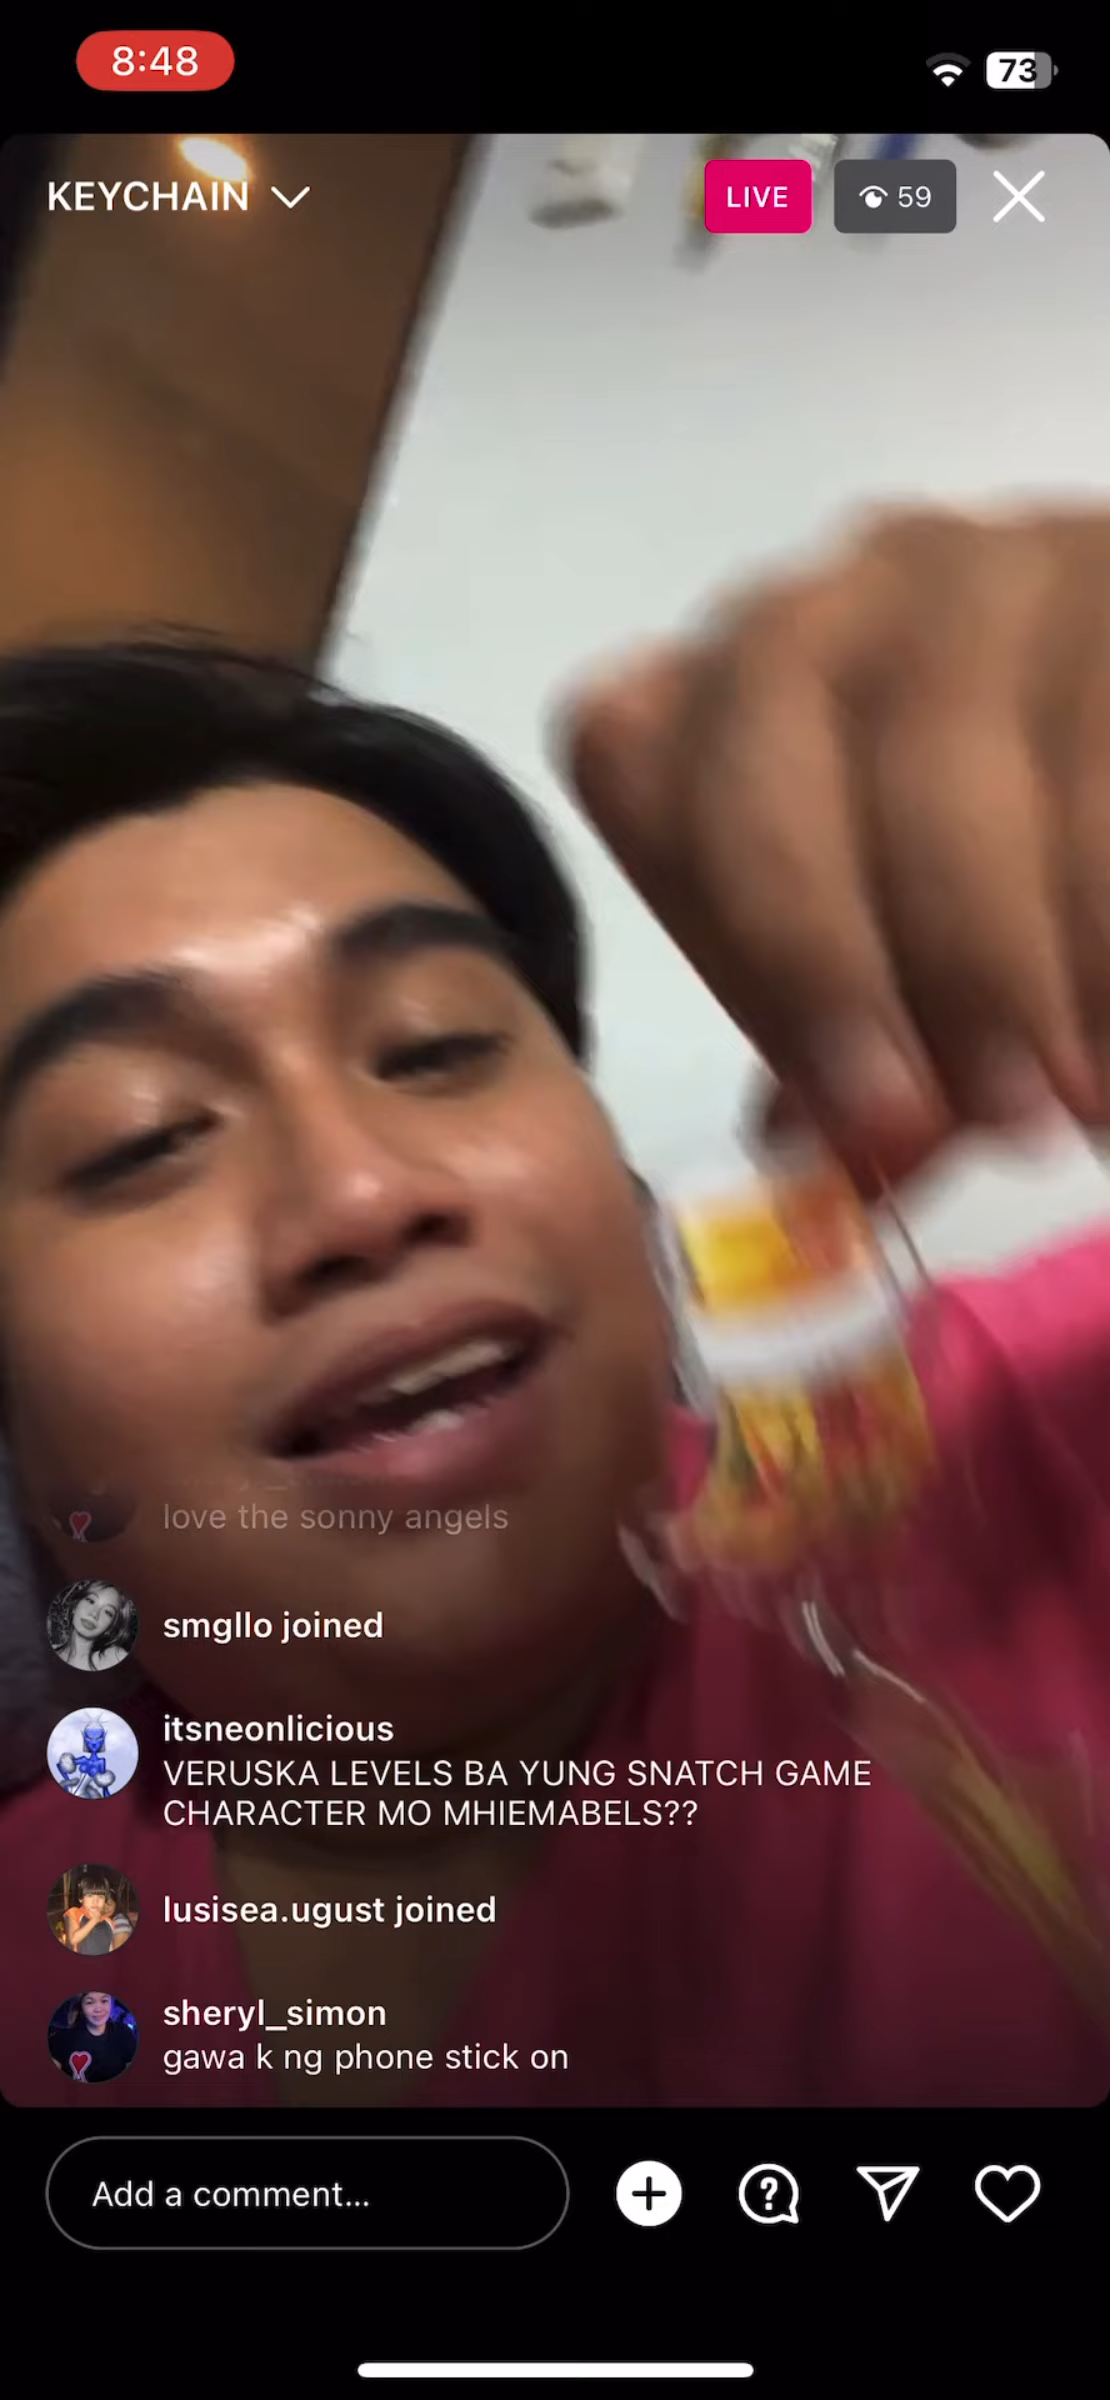 8:48
73
KEYCHAIN
LIVE
59
love the sonny angels
smgllo joined
itsneonlicious
VERUSKA LEVELS BA YUNG SNATCH GAME
CHARACTER MO MHIEMABELS??
lusisea.ugust joined
sheryl_simon
gawa k ng phone stick on
Add a comment...